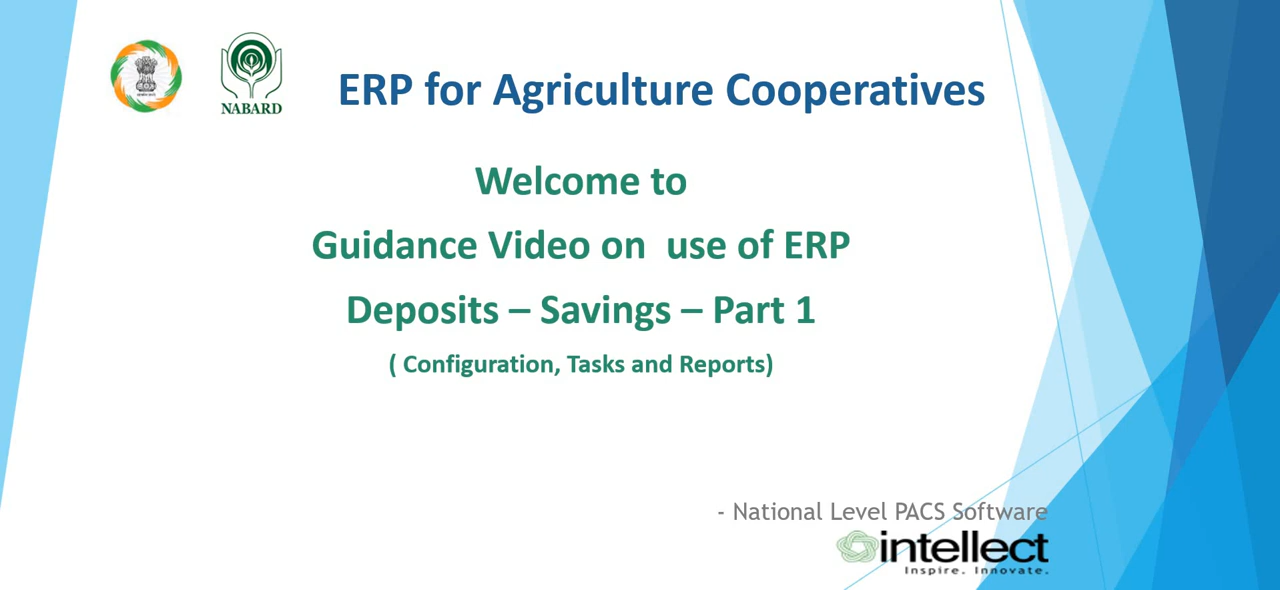 ERP for Agriculture Cooperatives
NABARD
Welcome to
Guidance Video on use of ERP
Deposits – Savings – Part 1
( Configuration, Tasks and Reports)
- National Level PACS Software
intellect
Inspire. Innovate.